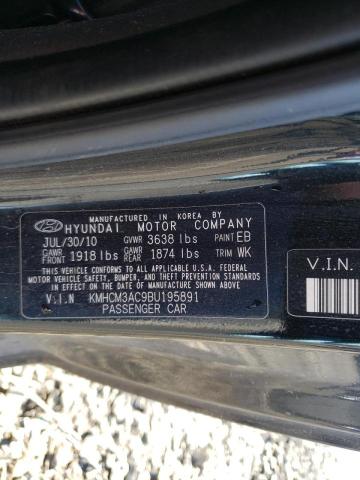 MANUFACTURED IN KOREA BY
HYUNDAI MOTOR COMPANY
JUL/30/10 GVWR 3638 lbs PAINT EB
GAWR FRONT 1918 lbs GAWR REAR 1874 lbs TRIM WK
THIS VEHICLE CONFORMS TO ALL APPLICABLE U.S.A. FEDERAL
MOTOR VEHICLE SAFETY, BUMPER, AND THEFT PREVENTION
STANDARDS IN EFFECT ON THE DATE OF MANUFACTURE SHOWN ABOVE.
V.I.N KMHCM3AC9BU195891
PASSENGER CAR
V.I.N.